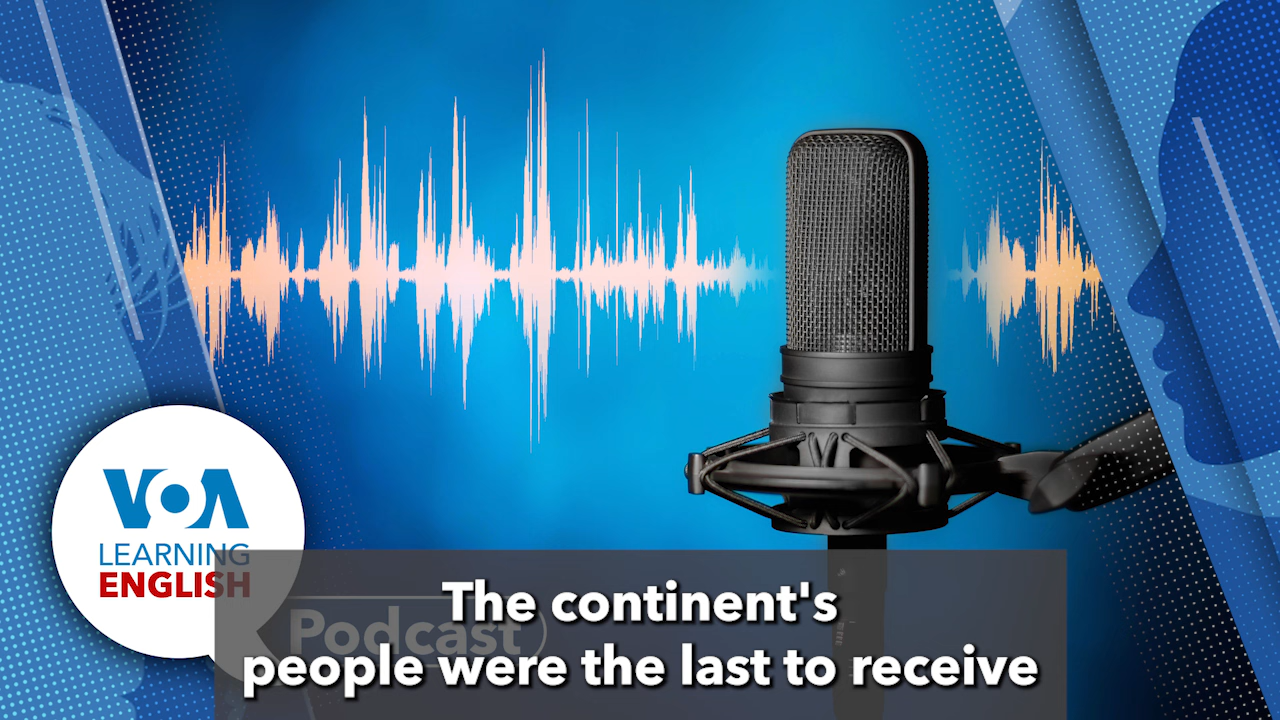 VOA
LEARNING
ENGLISH
Podcast
The continent's
people were the last to receive